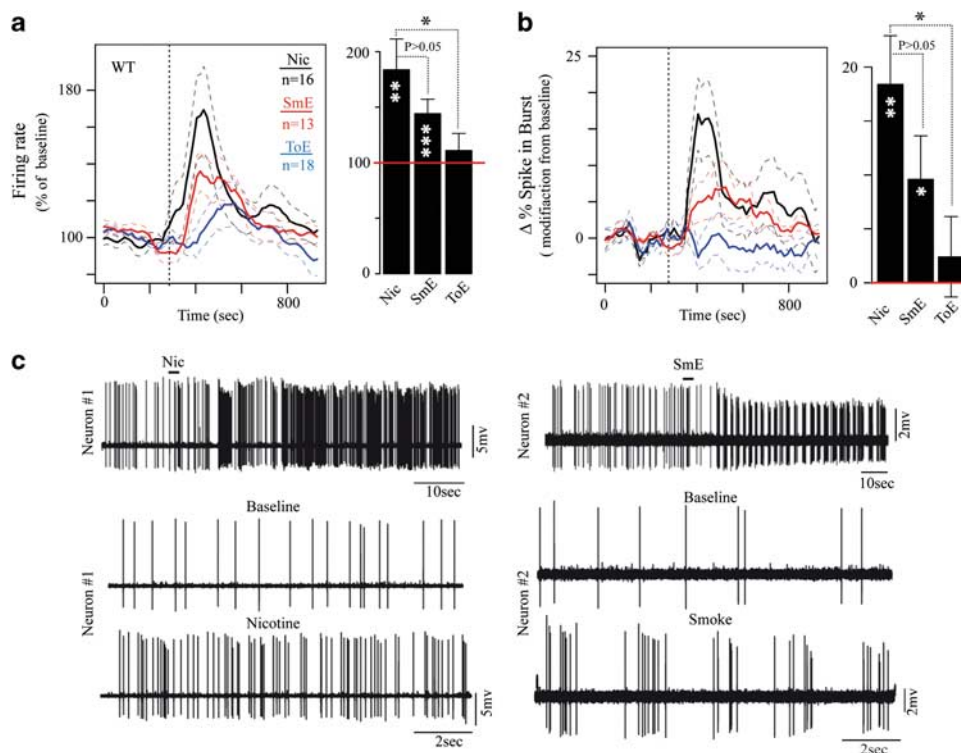 a
WT
Nic
n=16
SmE
n=13
ToE
n=18
Firing rate
(% of baseline)
180
100
0
800
Time (sec)
*
P>0.05
200
100
0
**
***
Nic
SmE
ToE
b
Δ % Spike in Burst
( modifiaction from baseline)
25
0
0
800
Time (sec)
*
P>0.05
20
0
**
*
Nic
SmE
ToE
c
Nic
Neuron #1
5mv
10sec
Baseline
Neuron #1
Nicotine
5mv
2sec
SmE
Neuron #2
2mv
10sec
Baseline
Neuron #2
Smoke
2mv
2sec